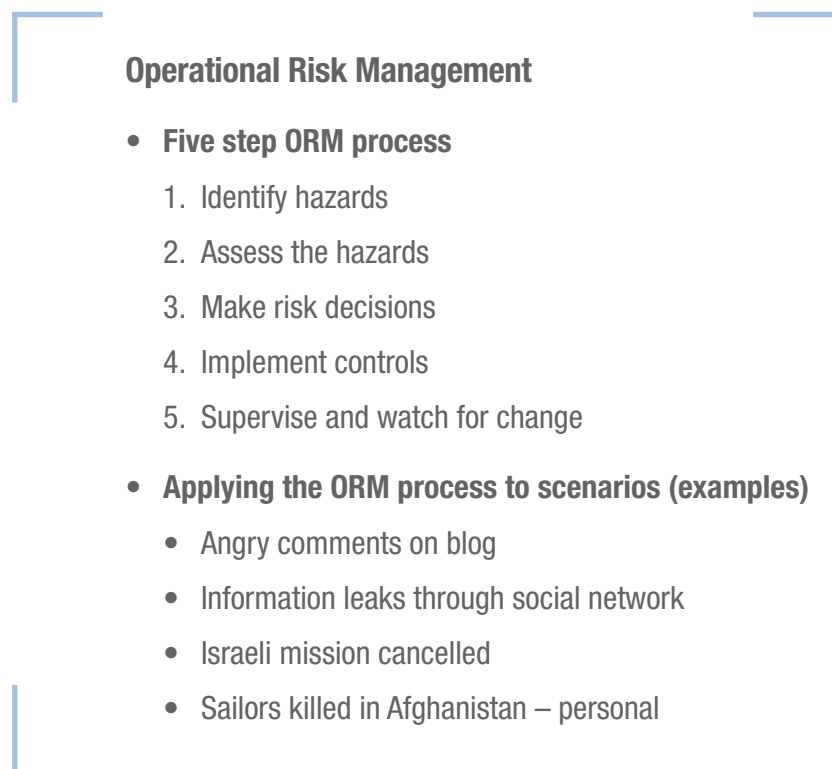 Operational Risk Management
• Five step ORM process
1. Identify hazards
2. Assess the hazards
3. Make risk decisions
4. Implement controls
5. Supervise and watch for change
• Applying the ORM process to scenarios (examples)
• Angry comments on blog
• Information leaks through social network
• Israeli mission cancelled
• Sailors killed in Afghanistan – personal